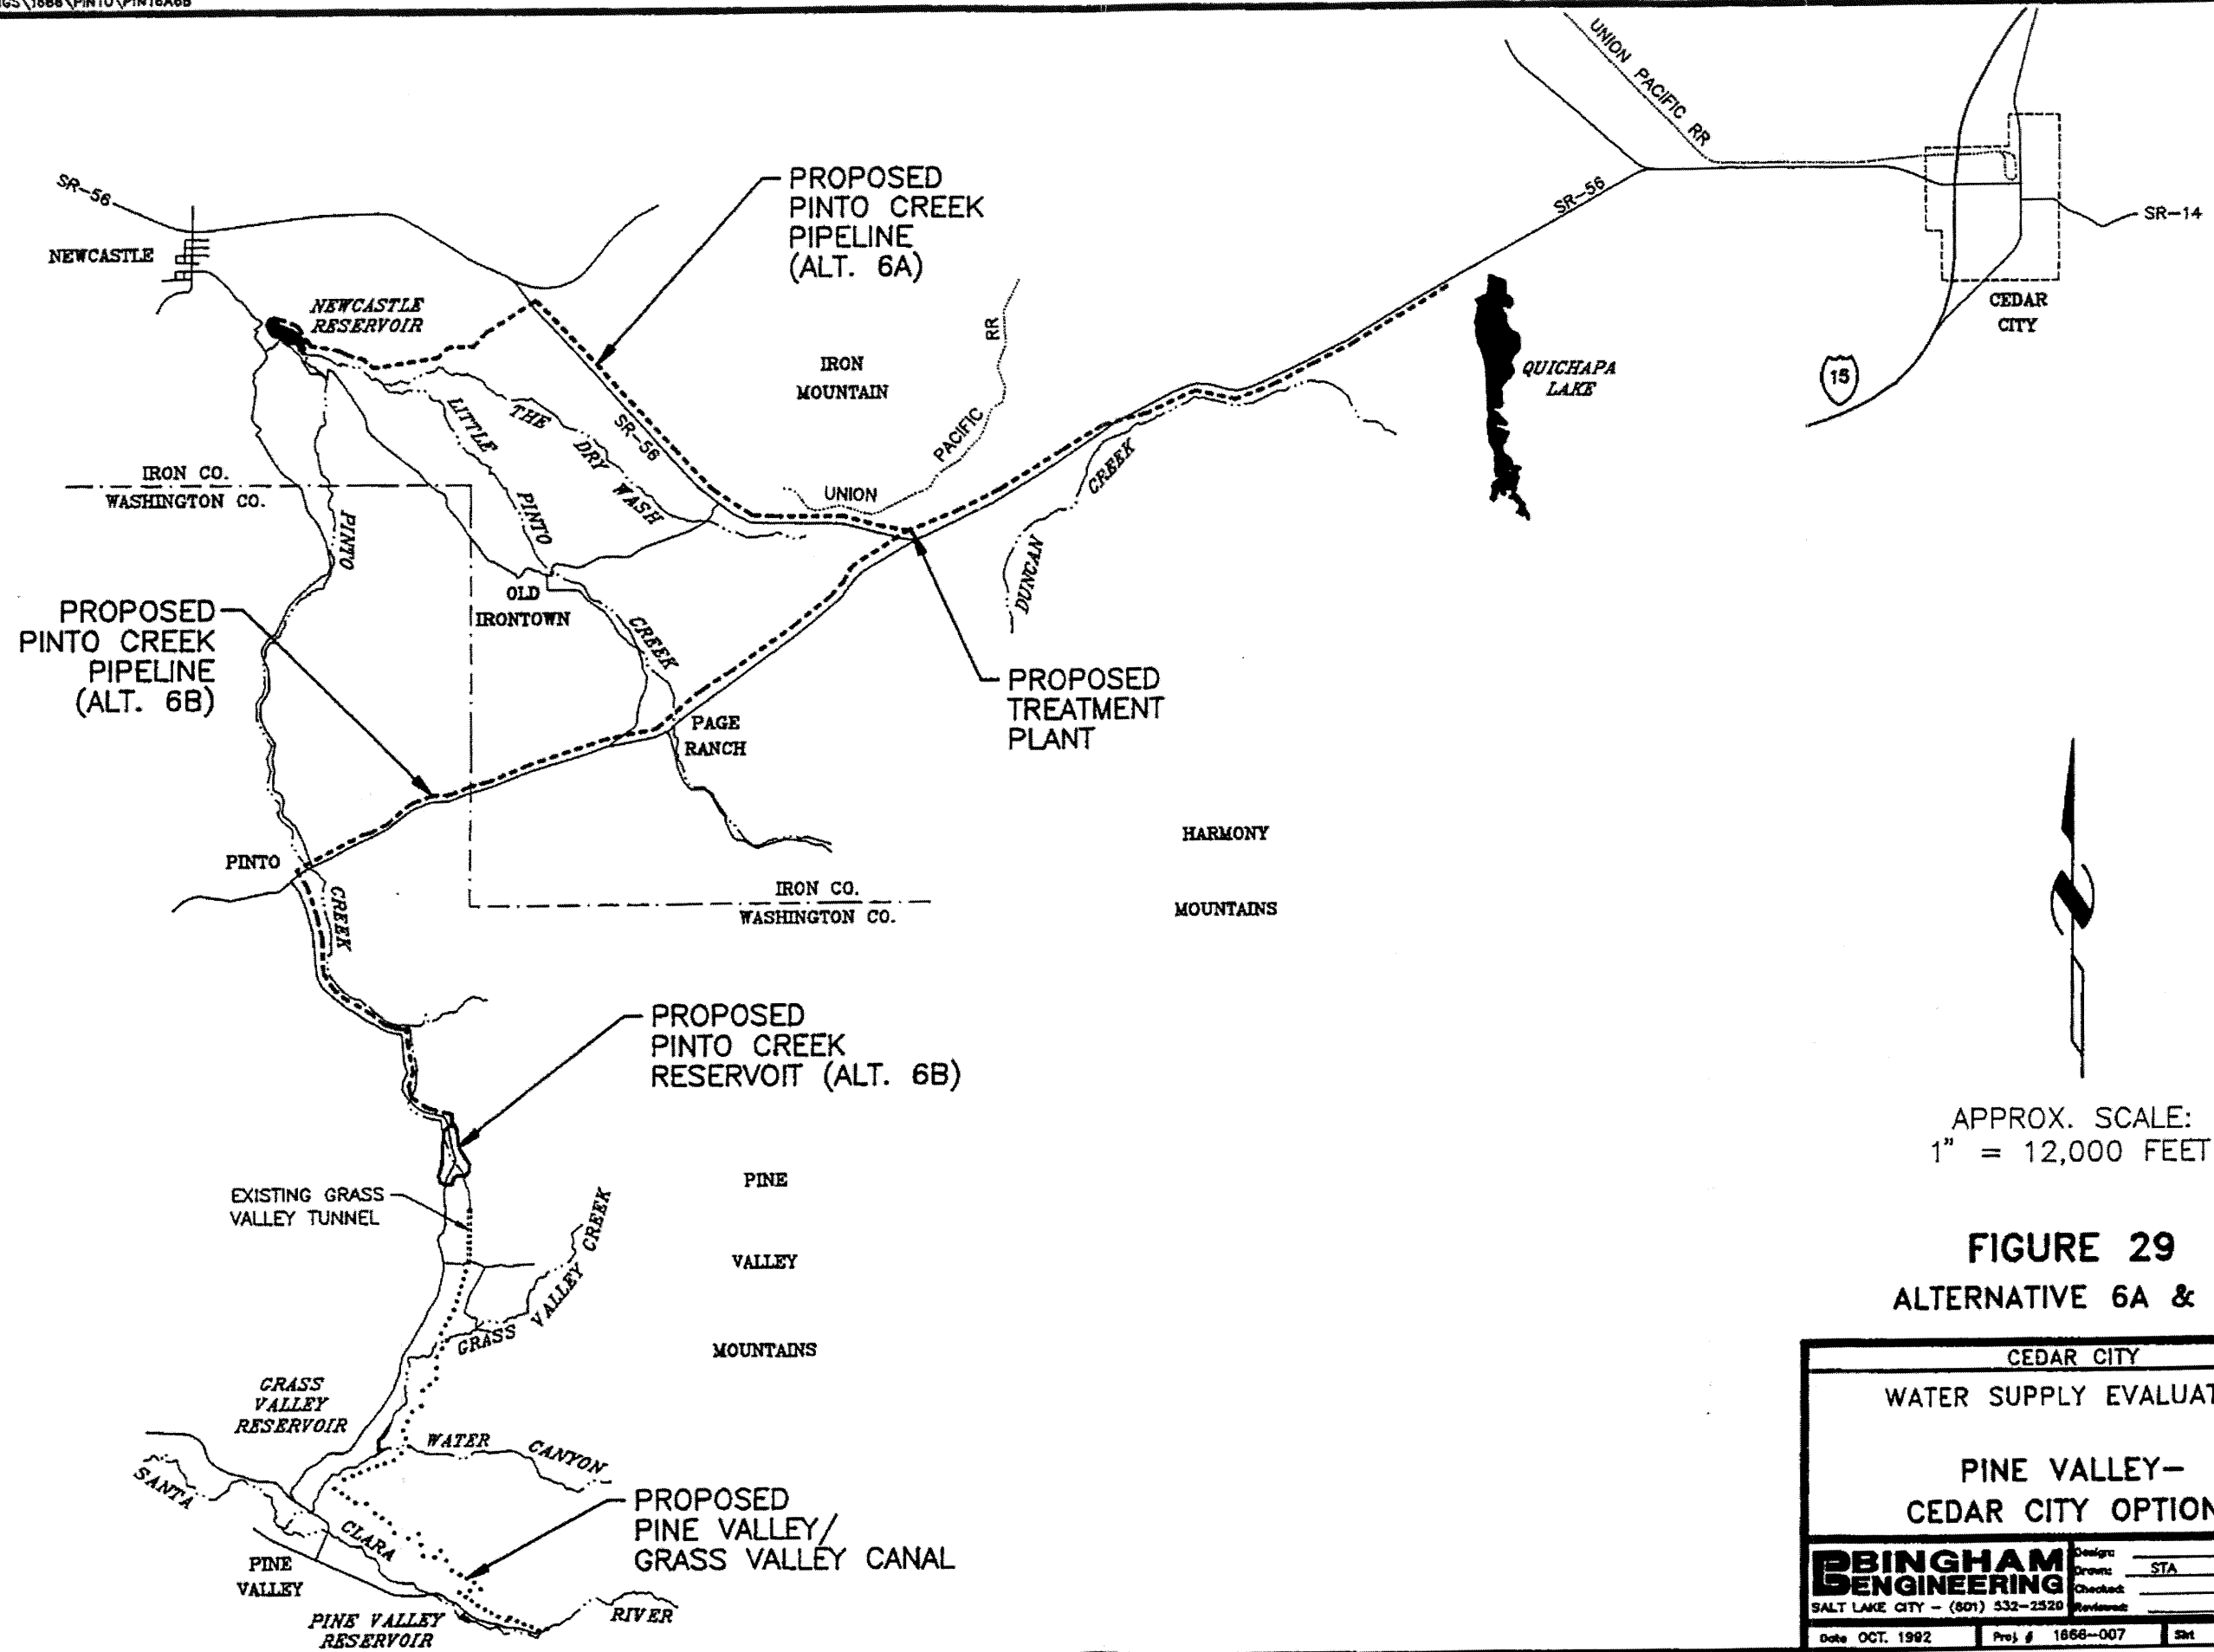 GS\1666\PINTO\PIN16A6B
UNION PACIFIC RR
SR-56
NEWCASTLE
NEWCASTLE
RESERVOIR
PROPOSED
PINTO CREEK
PIPELINE
(ALT. 6A)
SR-56
SR-14
CEDAR
CITY
15
IRON
MOUNTAIN
RR
PACIFIC
UNION
QUICHAPA
LAKE
LITTLE
PINTO
CREEK
THE
DRY
WASH
SR-56
DUNCAN
CREEK
IRON CO.
WASHINGTON CO.
PINTO
CREEK
OLD
IRONTOWN
PROPOSED
PINTO CREEK
PIPELINE
(ALT. 6B)
PROPOSED
TREATMENT
PLANT
PAGE
RANCH
PINTO
IRON CO.
WASHINGTON CO.
HARMONY
MOUNTAINS
PROPOSED
PINTO CREEK
RESERVOIT (ALT. 6B)
EXISTING GRASS
VALLEY TUNNEL
PINE
VALLEY
MOUNTAINS
GRASS
VALLEY
CREEK
GRASS
VALLEY
RESERVOIR
WATER
CANYON
SANTA
CLARA
RIVER
PROPOSED
PINE VALLEY/
GRASS VALLEY CANAL
PINE
VALLEY
PINE VALLEY
RESERVOIR
N
APPROX. SCALE:
1" = 12,000 FEET
FIGURE 29
ALTERNATIVE 6A &
CEDAR CITY
WATER SUPPLY EVALUAT
PINE VALLEY-
CEDAR CITY OPTION
BINGHAM
ENGINEERING
SALT LAKE CITY - (801) 532-2520
Design:
Drawn: STA
Checked:
Reviewed:
Date OCT. 1992
Proj # 1666-007
Sht